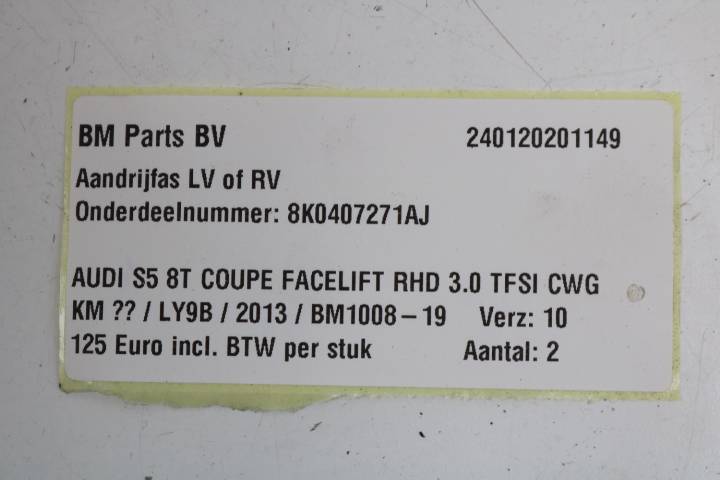 BM Parts BV 240120201149
Aandrijfas LV of RV
Onderdeelnummer: 8K0407271AJ
AUDI S5 8T COUPE FACELIFT RHD 3.0 TFSI CWG
KM ?? / LY9B / 2013 / BM1008-19 Verz: 10
125 Euro incl. BTW per stuk Aantal: 2